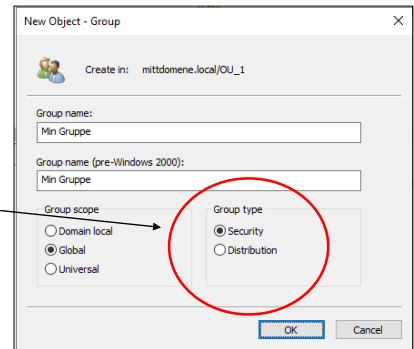 New Object - Group
Create in: mittdomene.local/OU_1
Group name:
Min Gruppe
Group name (pre-Windows 2000):
Min Gruppe
Group scope
Domain local
Global
Universal
Group type
Security
Distribution
OK
Cancel